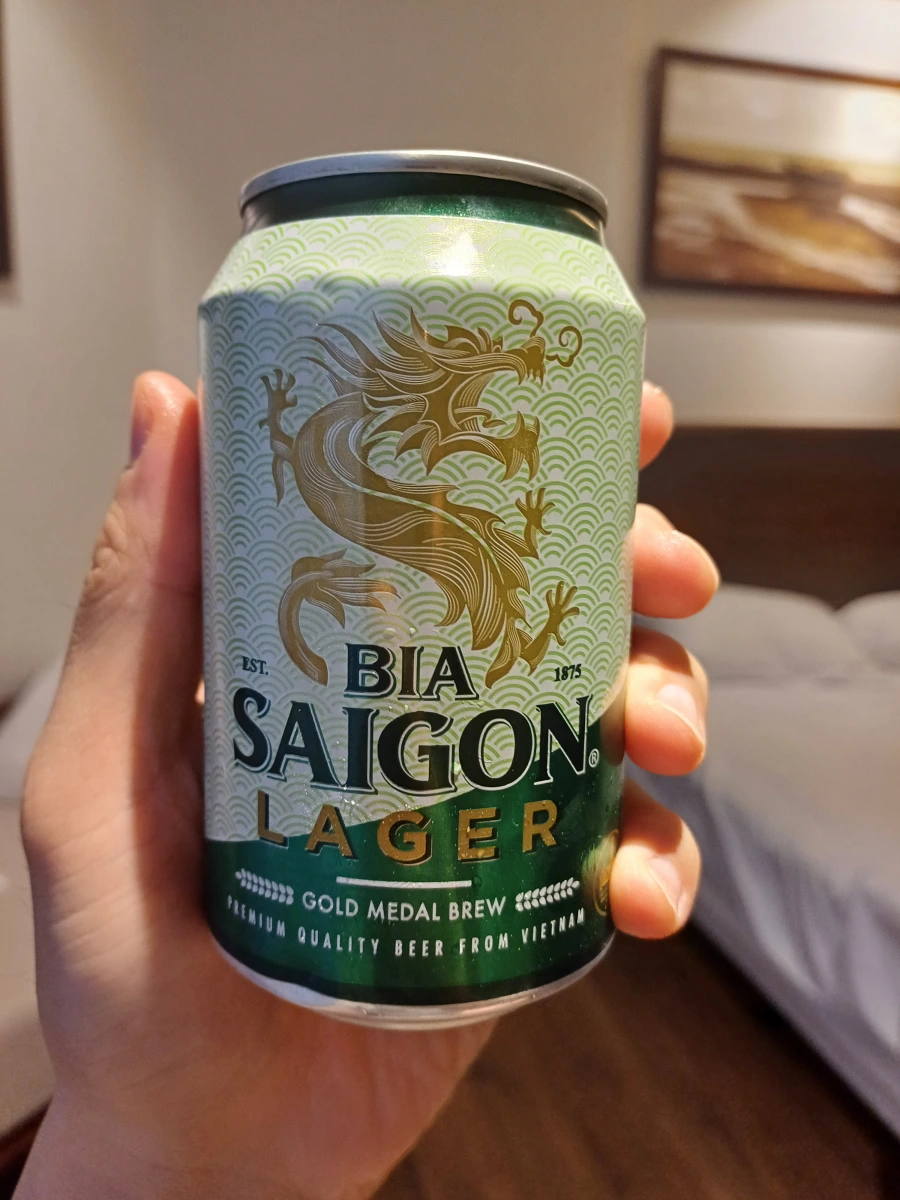 BIA
EST. 1875
SAIGON®
LAGER
GOLD MEDAL BREW
PREMIUM QUALITY BEER FROM VIETNAM